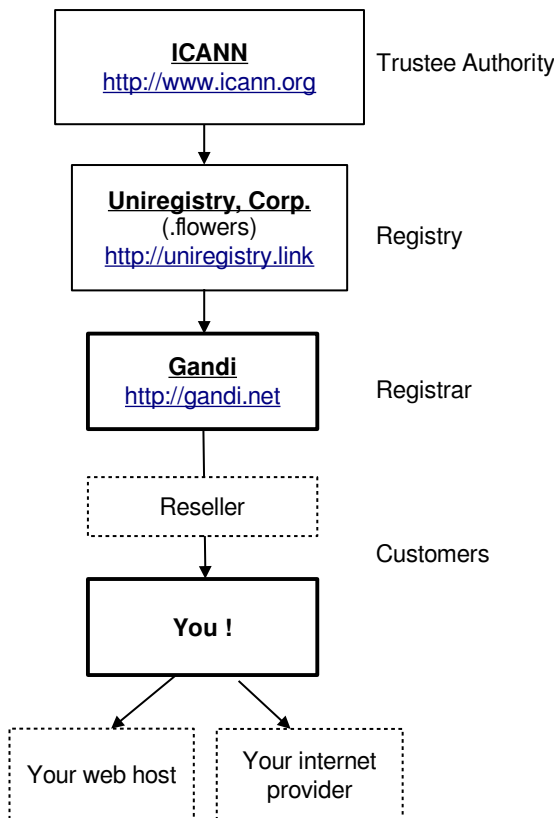 ICANN
http://www.icann.org
Trustee Authority
Uniregistry, Corp.
(.flowers)
http://uniregistry.link
Registry
Gandi
http://gandi.net
Registrar
Reseller
Customers
You !
Your web host
Your internet
provider